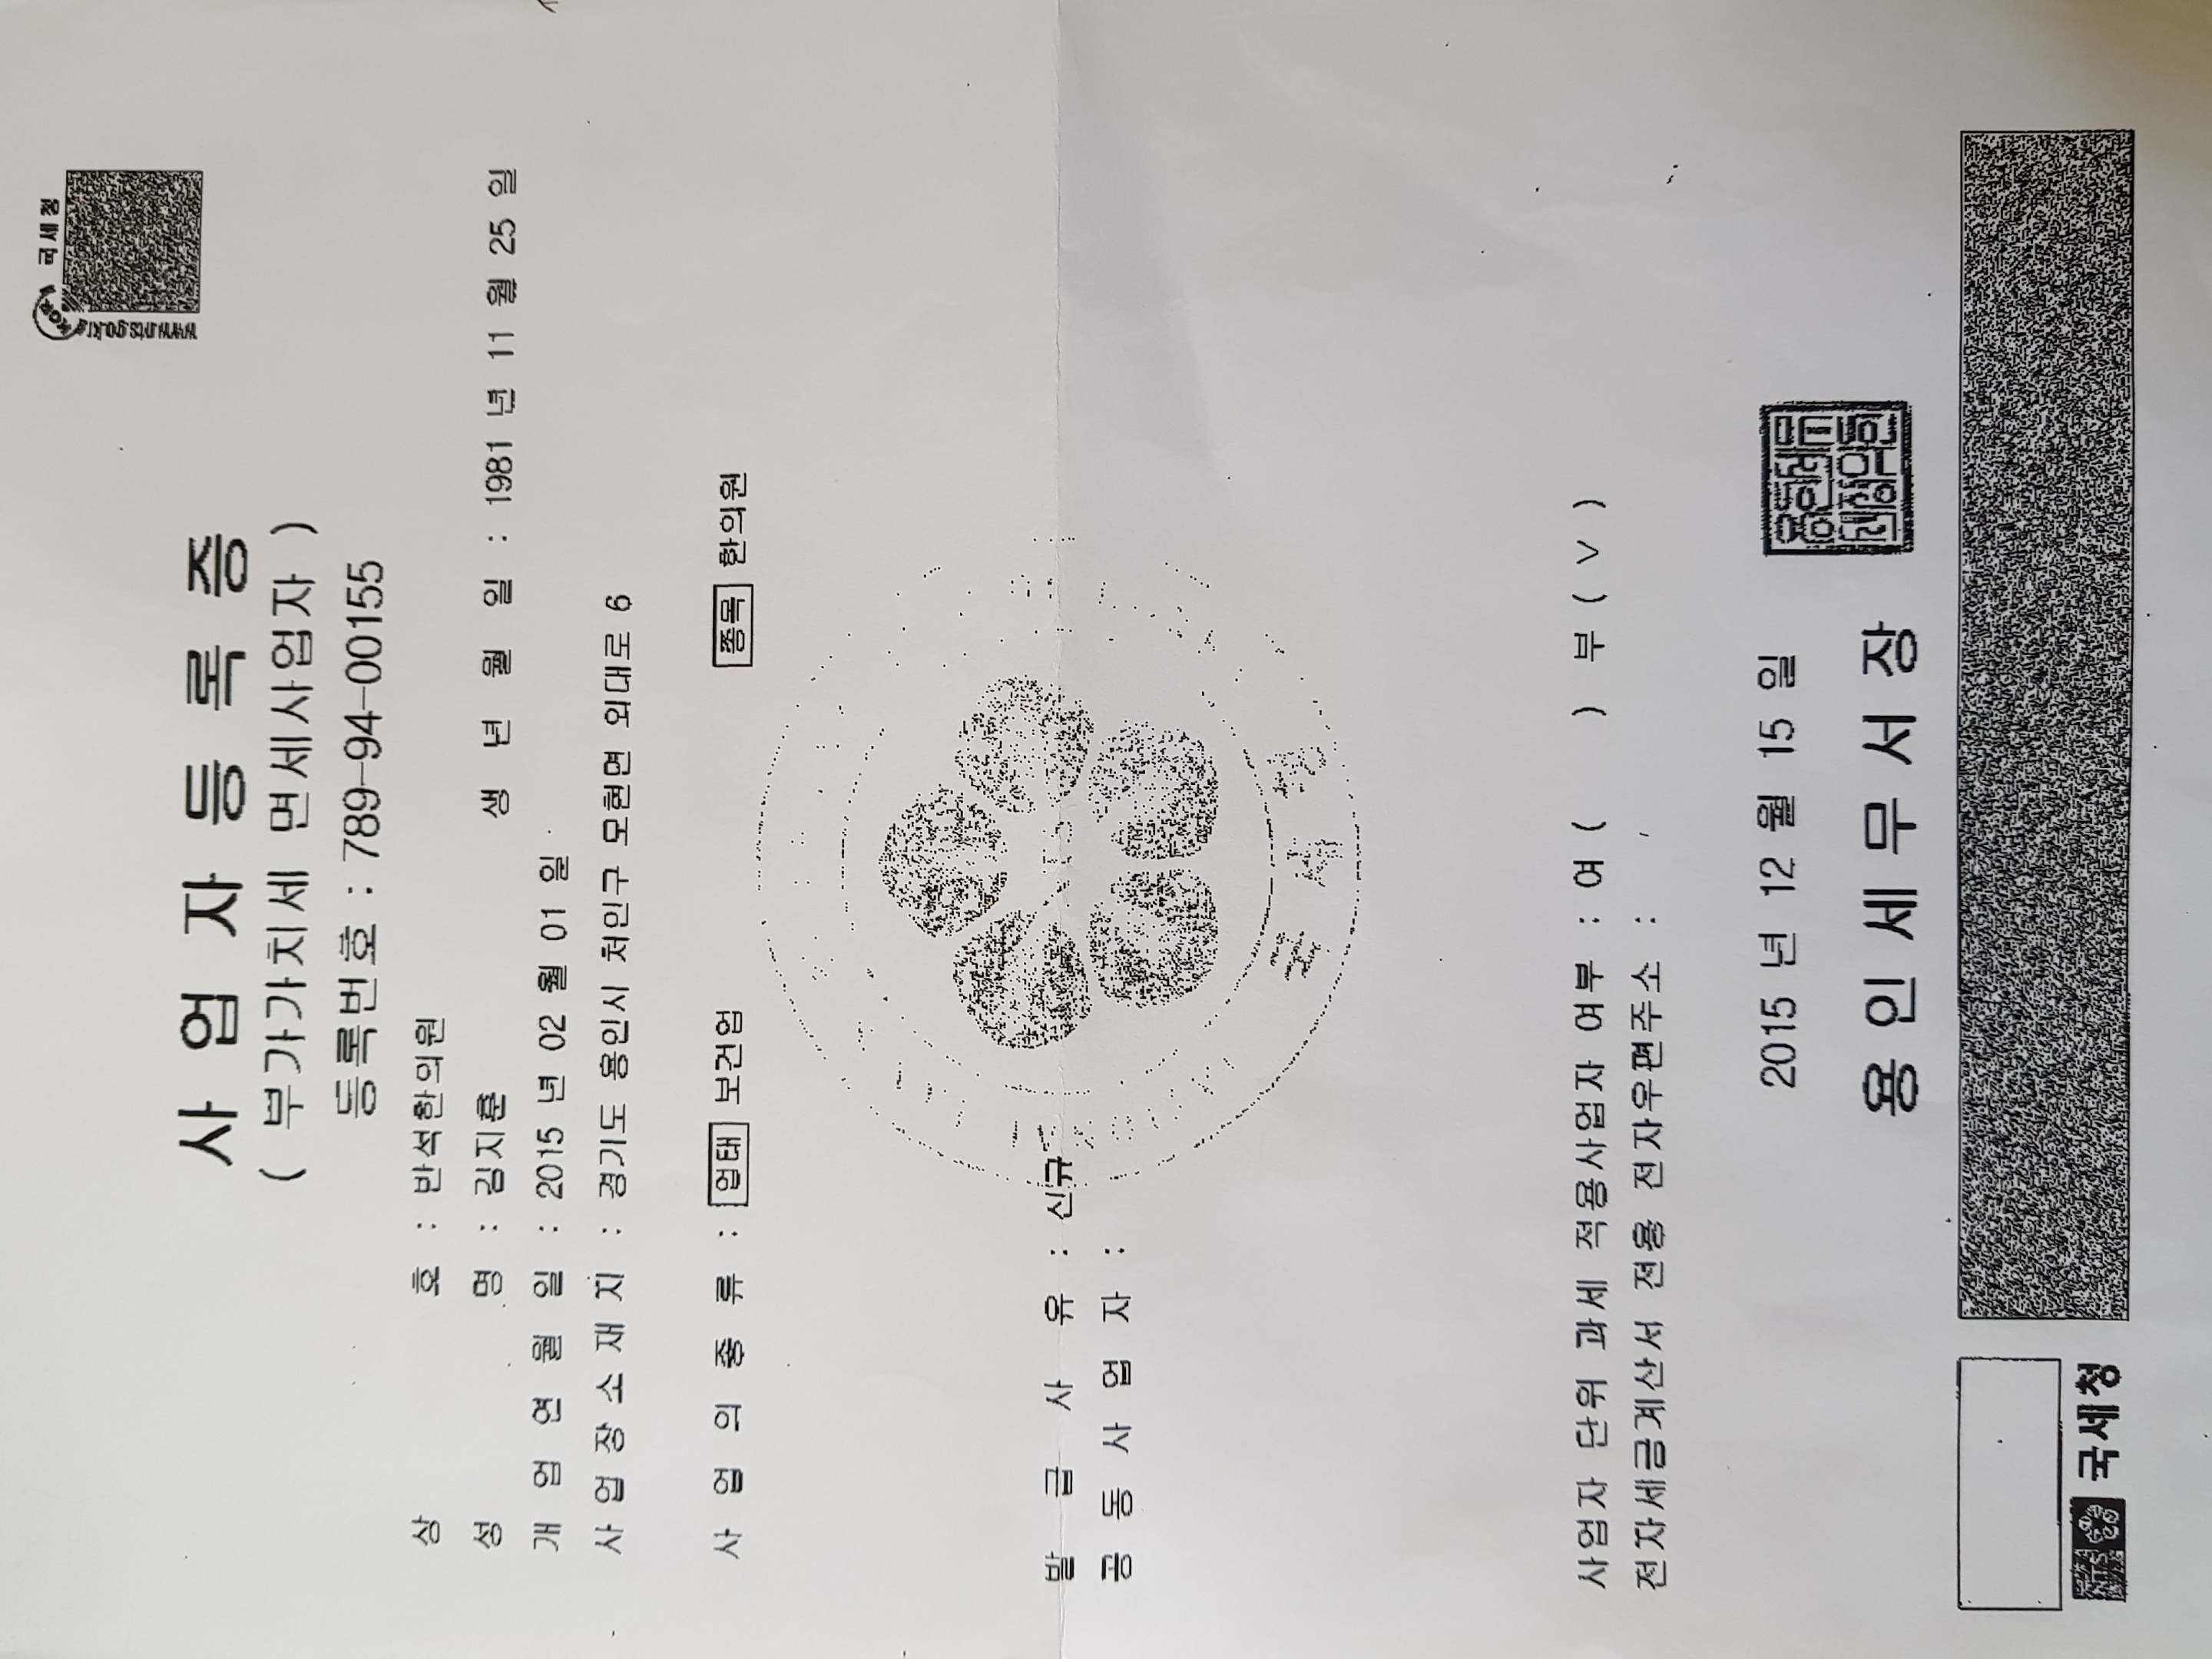 국세청
사업자등록증
( 부가가치세 면세사업자 )
등록번호 : 789-94-00155
상 호 : 반석한의원
성 명 : 김지훈 생 년 월 일 : 1981 년 11 월 25 일
개 업 연 월 일 : 2015 년 02 월 01 일
사 업 장 소 재 지 : 경기도 용인시 처인구 모현면 외대로 6
사 업 의 종 류 : 업태 보건업 종목 한의원
발 급 사 유 : 신규
공 동 사 업 자 :
국세청
사업자 단위 과세 적용사업자 여부 : 여 ( ) 부 ( V )
전자세금계산서 전용 전자우편주소 :
2015 년 12 월 15 일
용인세무서장
국세청